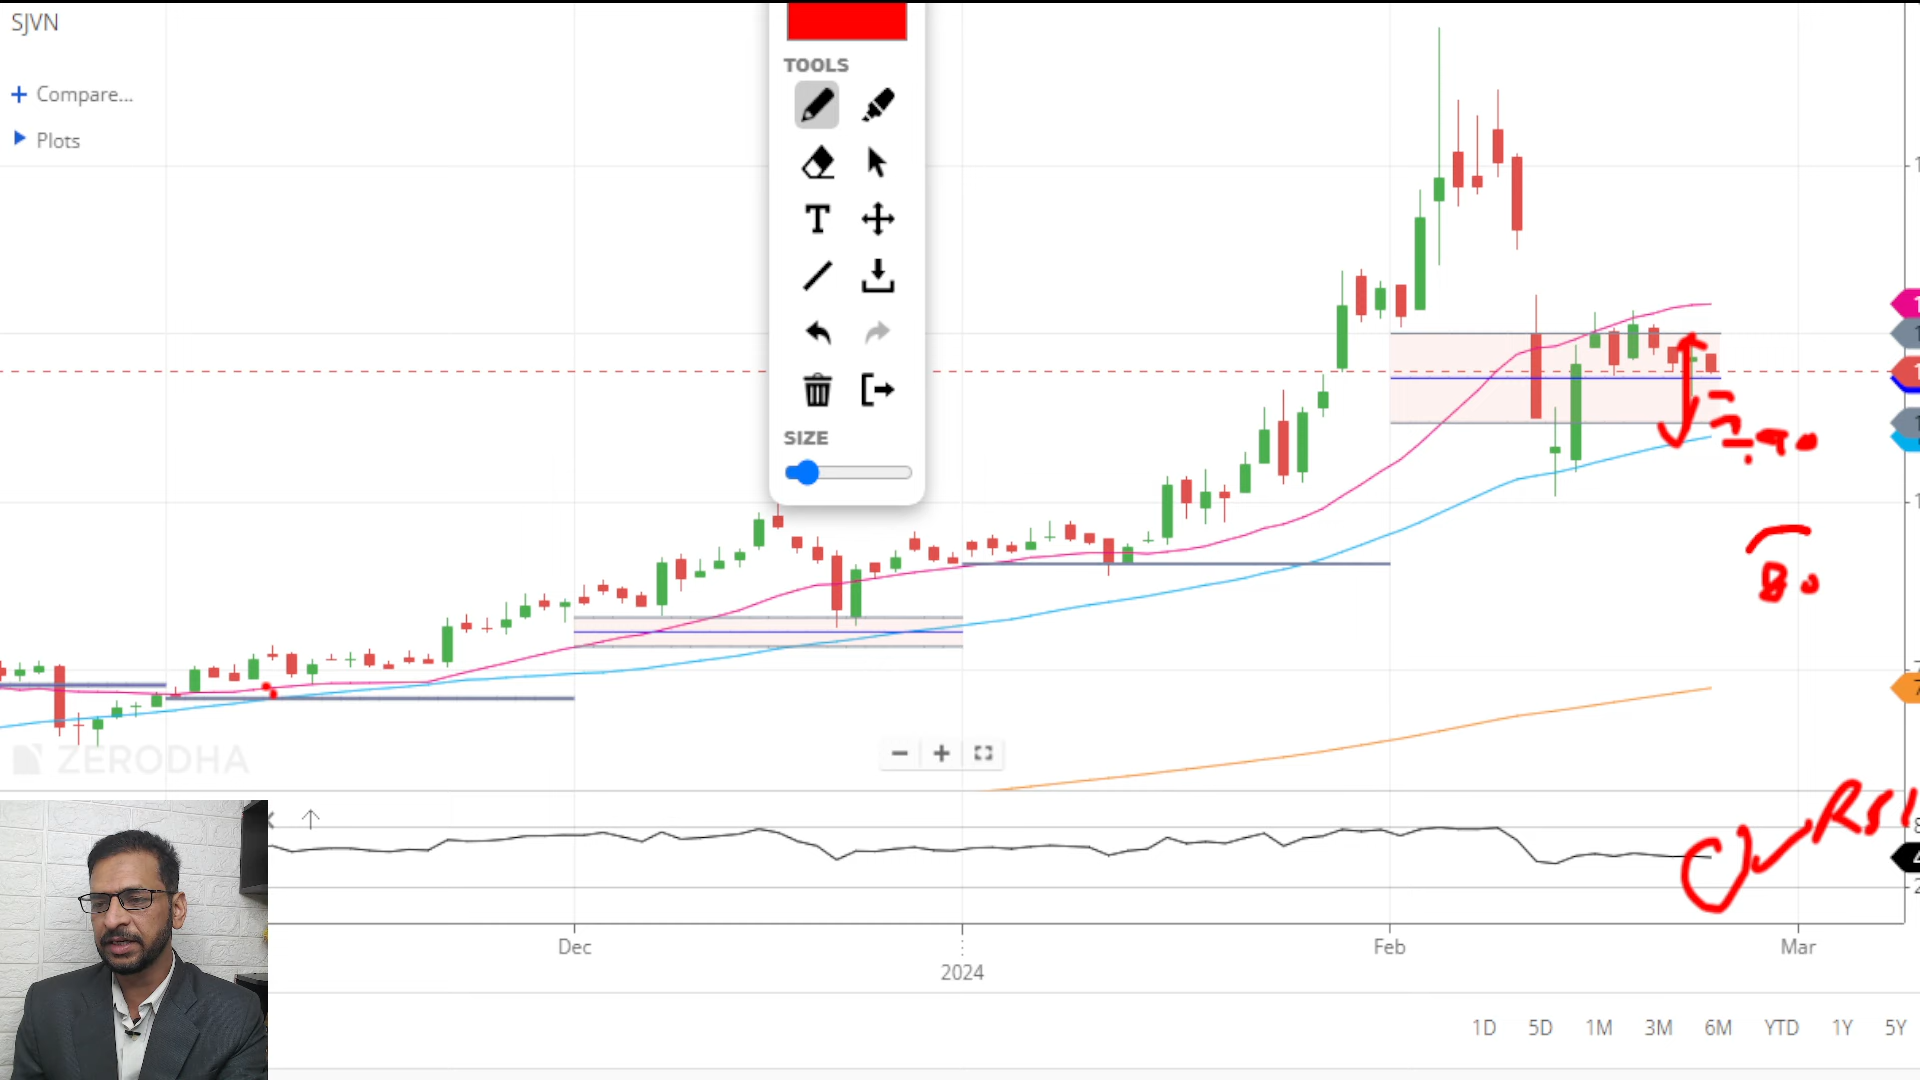 SJVN
Compare...
Plots
TOOLS
T
SIZE
80
ZERODHA
RSI
Dec
2024
Feb
Mar
1D 5D 1M 3M 6M YTD 1Y 5Y